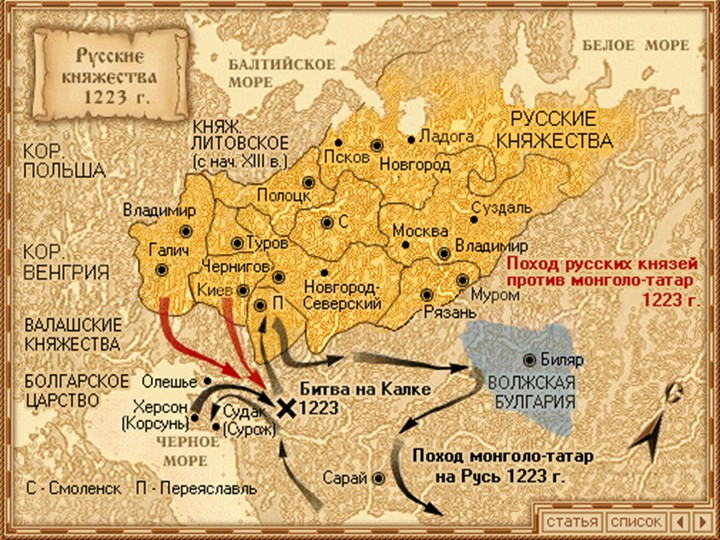 Русские
княжества
1223 г.
БАЛТИЙСКОЕ
МОРЕ
БЕЛОЕ МОРЕ
КНЯЖ.
ЛИТОВСКОЕ
(с нач. XIII в.)
РУССКИЕ
КНЯЖЕСТВА
КОР.
ПОЛЬША
Псков
Новгород
Ладога
Полоцк
Владимир
С
Суздаль
Москва
Владимир
Галич
Туров
КОР.
ВЕНГРИЯ
Чернигов
Киев
П
Новгород-
Северский
Муром
Рязань
Поход русских князей
против монголо-татар
1223 г.
ВАЛАШСКИЕ
КНЯЖЕСТВА
Биляр
ВОЛЖСКАЯ
БУЛГАРИЯ
БОЛГАРСКОЕ
ЦАРСТВО
Олешье
Херсон
(Корсунь)
Судак
(Сурож)
Битва на Калке
1223
ЧЕРНОЕ
МОРЕ
Поход монголо-татар
на Русь 1223 г.
Сарай
С - Смоленск П - Переяславль
С
статья список